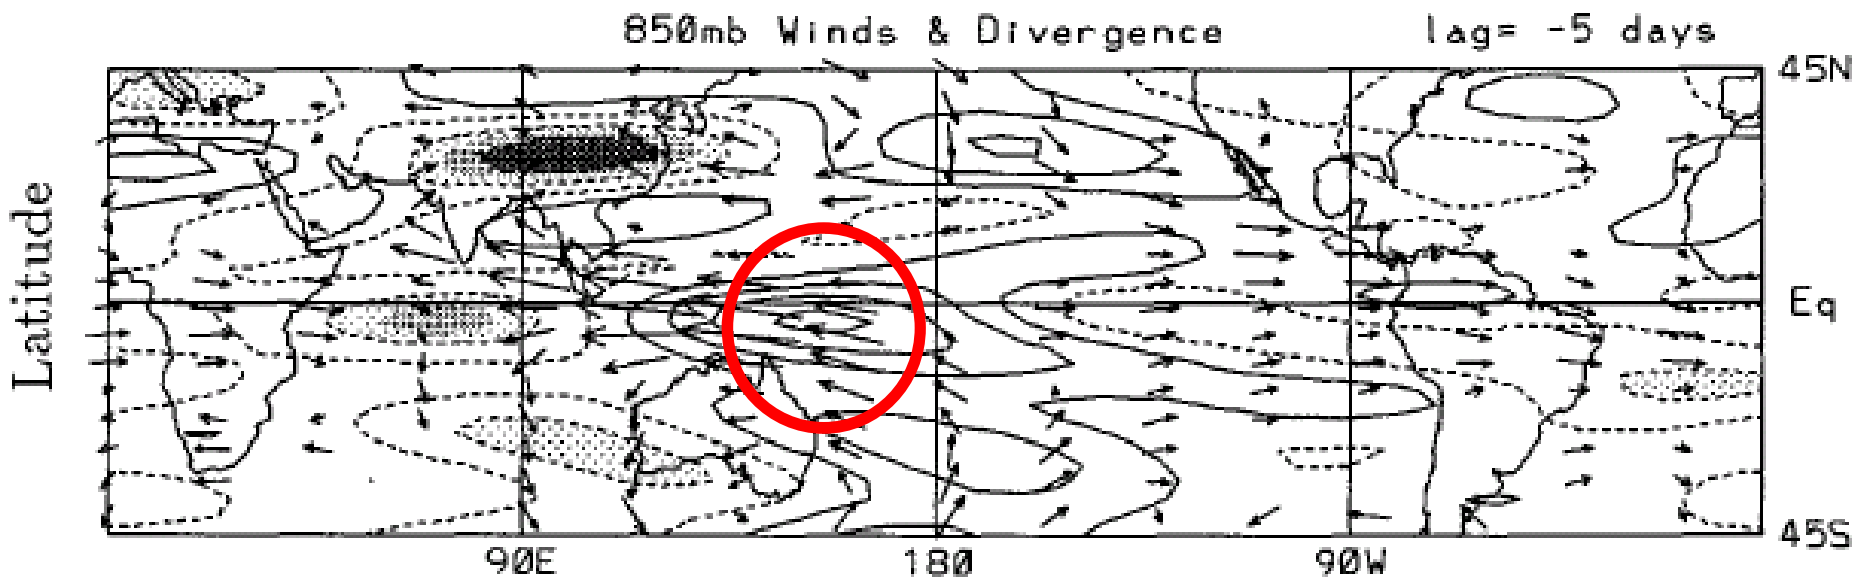 850mb Winds & Divergence lag= -5 days
45N
Latitude
Eq
45S
90E 180 90W